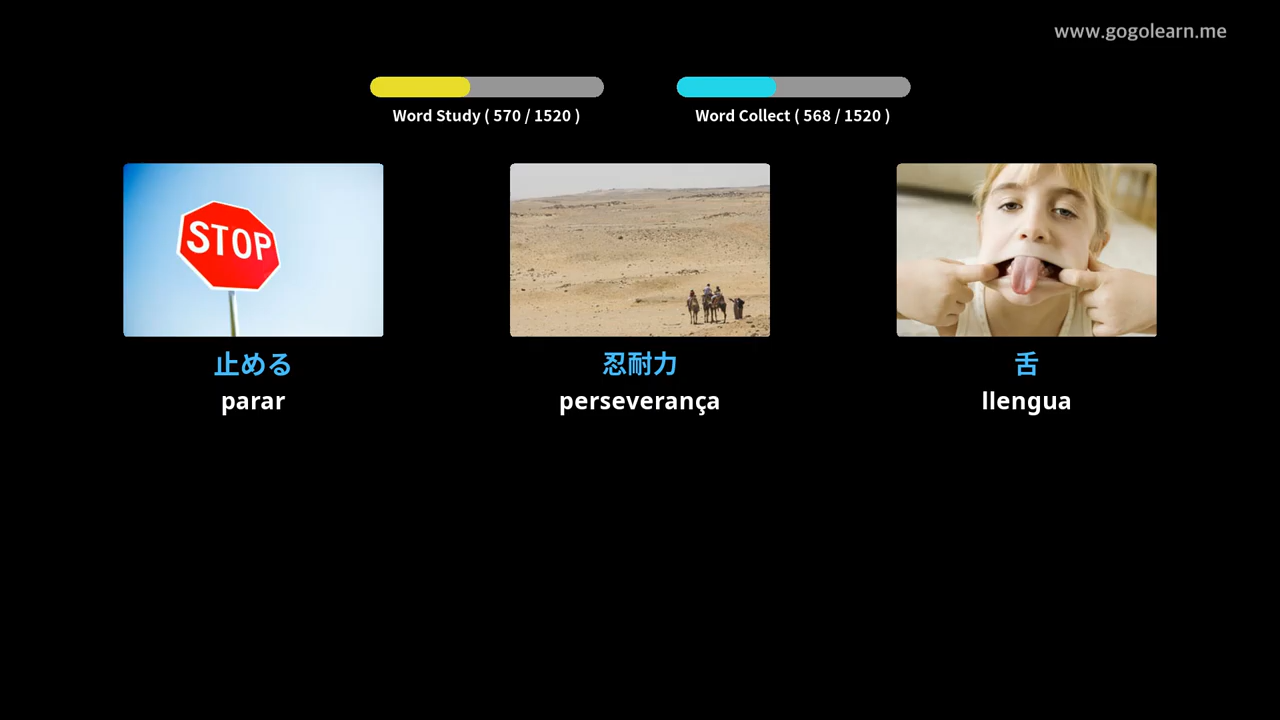 www.gogolearn.me
Word Study ( 570 / 1520 )
Word Collect ( 568 / 1520 )
STOP
止める
parar
忍耐力
perseverança
舌
llengua